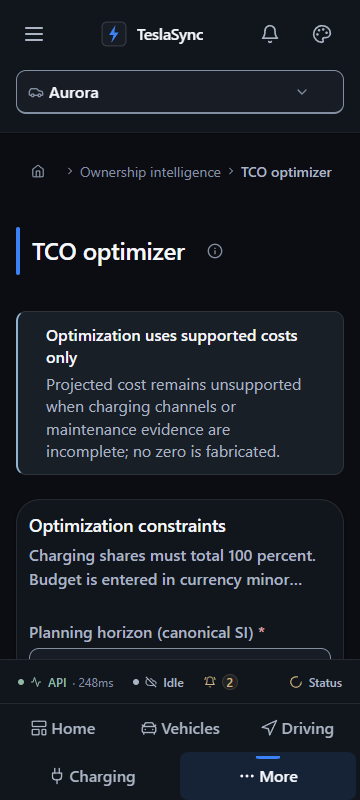 TeslaSync
Aurora
Ownership intelligence TCO optimizer
TCO optimizer
Optimization uses supported costs
only
Projected cost remains unsupported
when charging channels or
maintenance evidence are
incomplete; no zero is fabricated.
Optimization constraints
Charging shares must total 100 percent.
Budget is entered in currency minor...
Planning horizon (canonical SI) *
API · 248ms Idle 2 Status
Home Vehicles Driving
Charging More